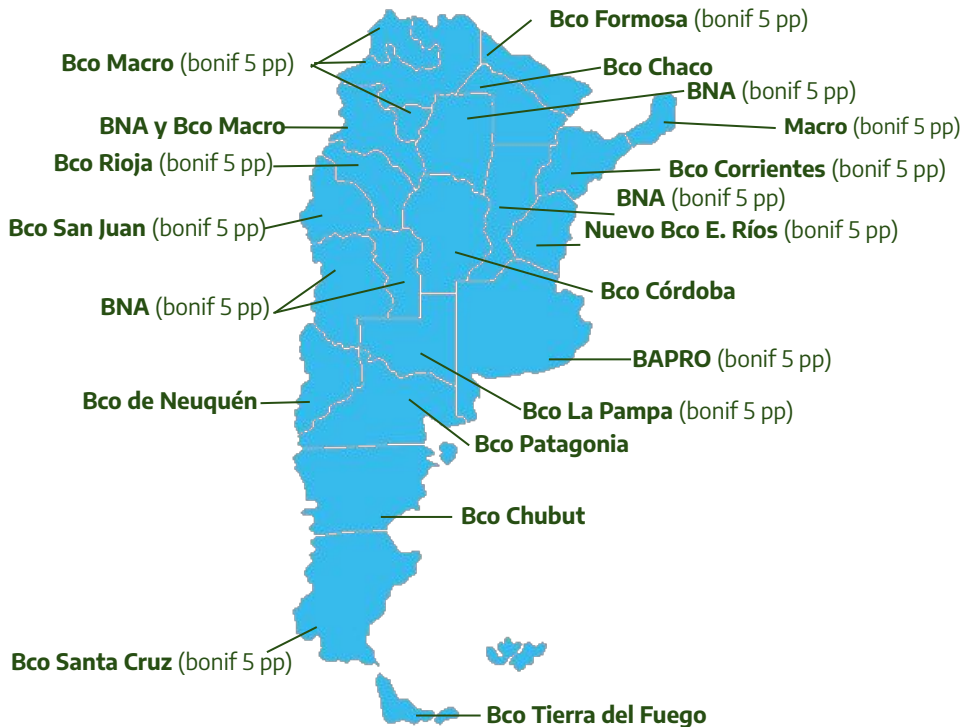 Bco Formosa (bonif 5 pp)
Bco Macro (bonif 5 pp)
Bco Chaco
BNA (bonif 5 pp)
BNA y Bco Macro
Macro (bonif 5 pp)
Bco Rioja (bonif 5 pp)
Bco Corrientes (bonif 5 pp)
BNA (bonif 5 pp)
Bco San Juan (bonif 5 pp)
Nuevo Bco E. Ríos (bonif 5 pp)
Bco Córdoba
BNA (bonif 5 pp)
BAPRO (bonif 5 pp)
Bco de Neuquén
Bco La Pampa (bonif 5 pp)
Bco Patagonia
Bco Chubut
Bco Santa Cruz (bonif 5 pp)
Bco Tierra del Fuego